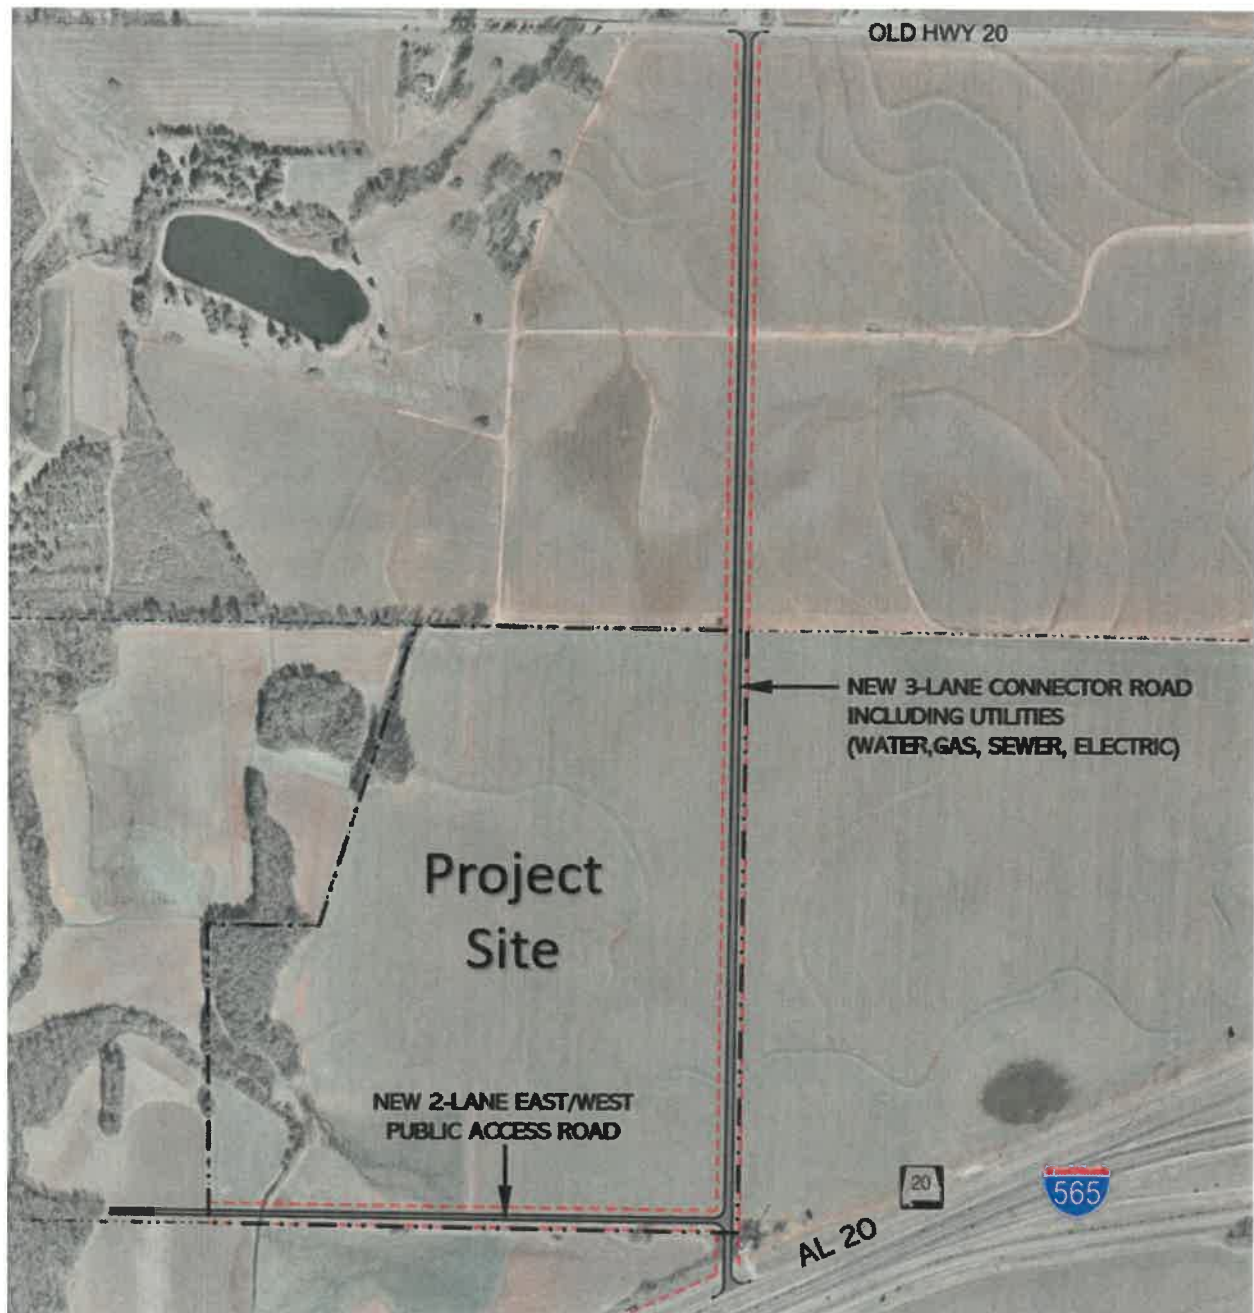 OLD HWY 20
NEW 3-LANE CONNECTOR ROAD
INCLUDING UTILITIES
(WATER,GAS, SEWER, ELECTRIC)
Project
Site
NEW 2-LANE EAST/WEST
PUBLIC ACCESS ROAD
20
565
AL 20